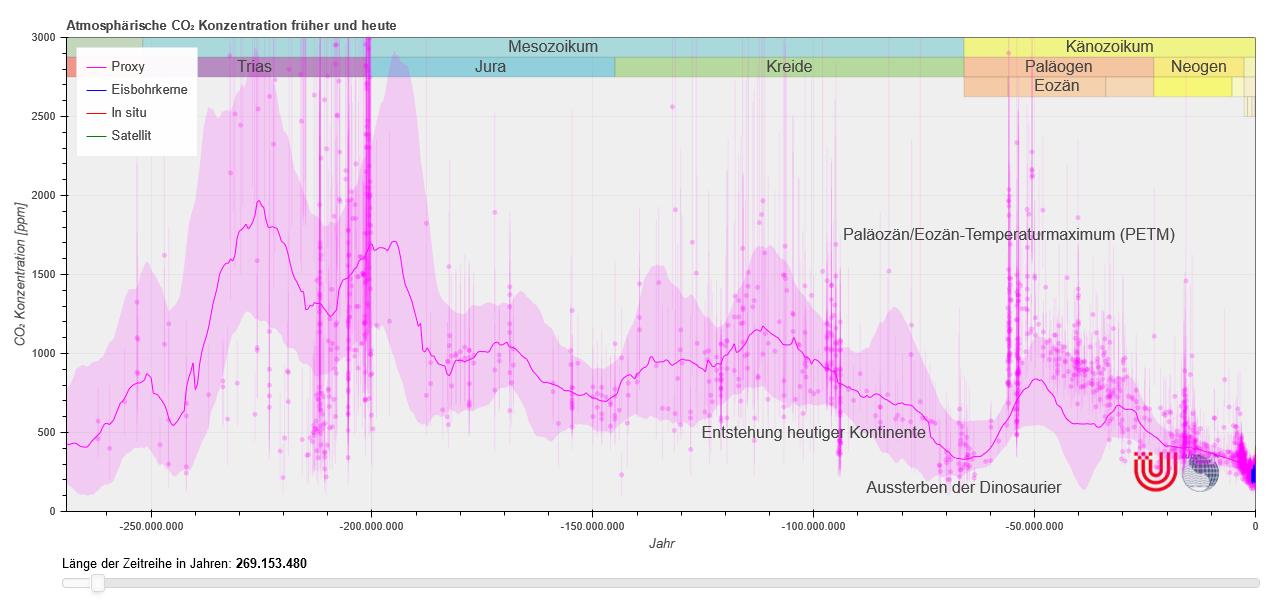 Atmosphärische CO₂ Konzentration früher und heute
Mesozoikum
Känozoikum
Trias
Jura
Kreide
Paläogen
Neogen
Eozän
Proxy
Eisbohrkerne
In situ
Satellit
CO₂ Konzentration [ppm]
3000
2500
2000
1500
1000
500
0
Paläozän/Eozän-Temperaturmaximum (PETM)
Entstehung heutiger Kontinente
Aussterben der Dinosaurier
-250.000.000
-200.000.000
-150.000.000
-100.000.000
-50.000.000
0
Jahr
Länge der Zeitreihe in Jahren: 269.153.480